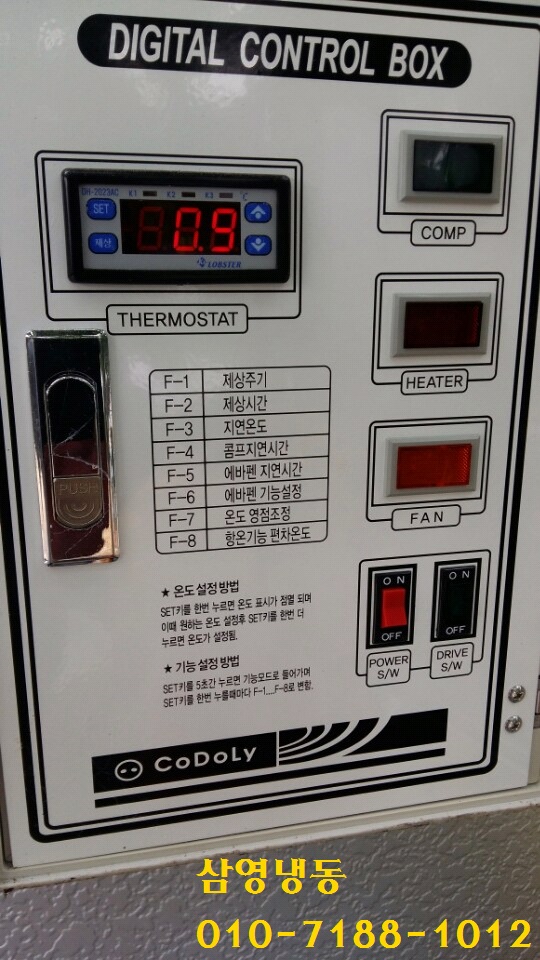 DIGITAL CONTROL BOX
DH-2023AC K1 K2 K3 °C
SET
제상
0.9
LOBSTER
THERMOSTAT
COMP
HEATER
FAN
PUSH
F-1 제상주기
F-2 제상시간
F-3 지연온도
F-4 콤프지연시간
F-5 에바펜 지연시간
F-6 에바펜 기능설정
F-7 온도 영점조정
F-8 항온기능 편차온도
★ 온도 설정 방법
SET키를 한번 누르면 온도 표시가 점멸 되며
이때 원하는 온도 설정후 SET키를 한번 더
누르면 온도가 설정됨.
★ 기능 설정 방법
SET키를 5초간 누르면 기능모드로 들어가며
SET키를 한번 누를때마다 F-1....F-8로 변함.
ON
OFF
POWER
S/W
ON
OFF
DRIVE
S/W
CoDoLy
삼영냉동
010-7188-1012